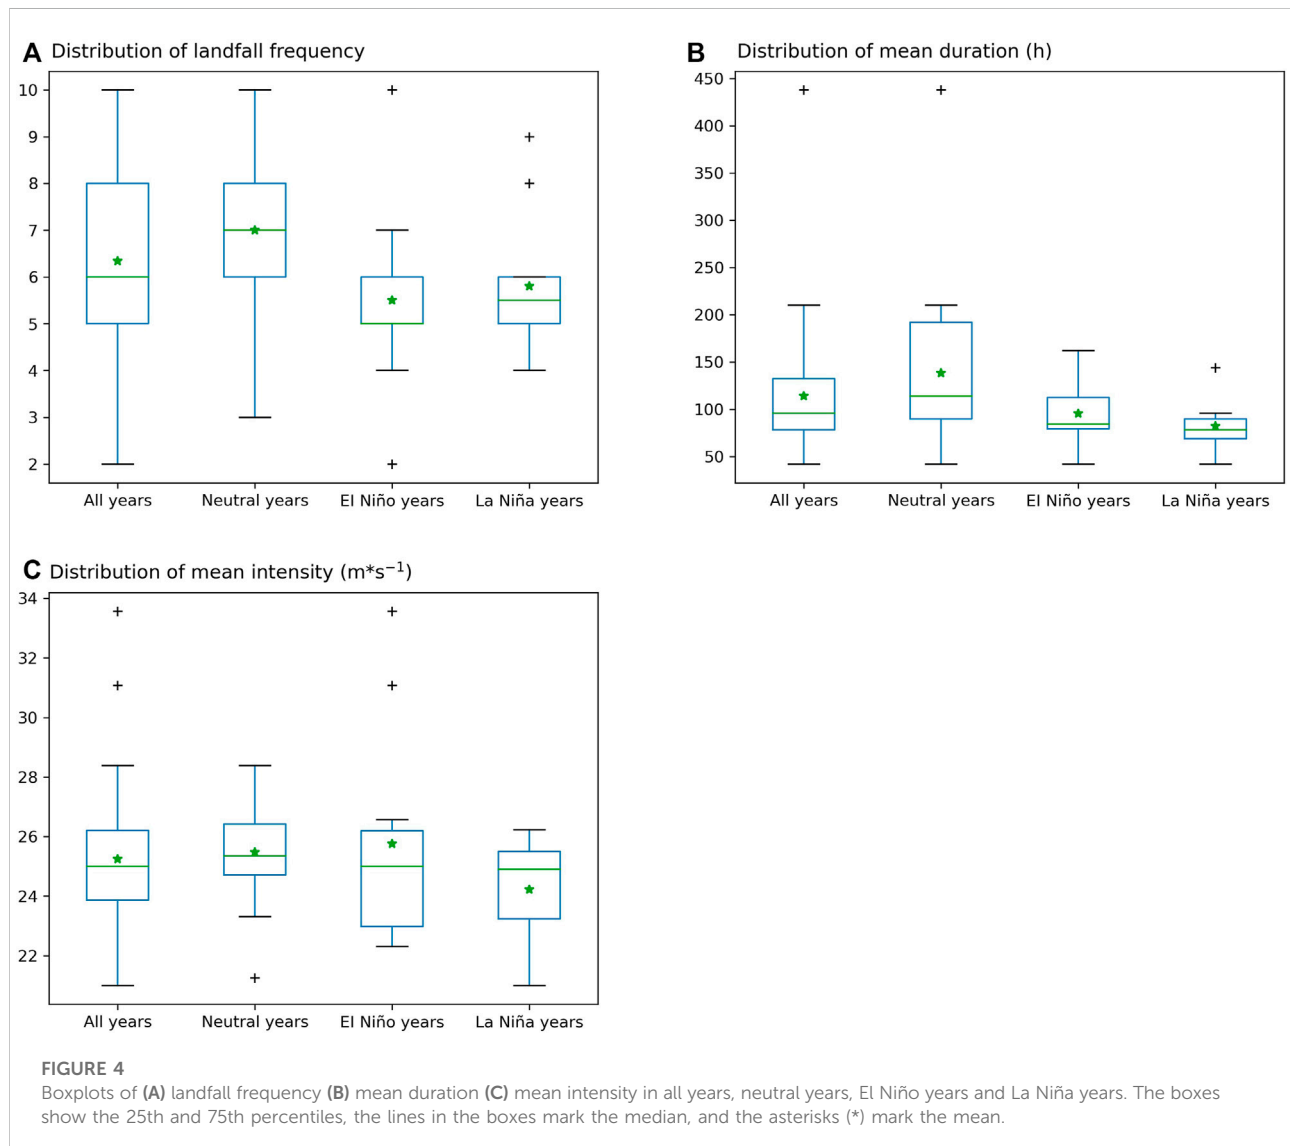 A Distribution of landfall frequency
10
9
8
7
6
5
4
3
2
All years Neutral years El Niño years La Niña years
B Distribution of mean duration (h)
450
400
350
300
250
200
150
100
50
All years Neutral years El Niño years La Niña years
C Distribution of mean intensity (m*s⁻¹)
34
32
30
28
26
24
22
All years Neutral years El Niño years La Niña years
FIGURE 4
Boxplots of (A) landfall frequency (B) mean duration (C) mean intensity in all years, neutral years, El Niño years and La Niña years. The boxes
show the 25th and 75th percentiles, the lines in the boxes mark the median, and the asterisks (*) mark the mean.